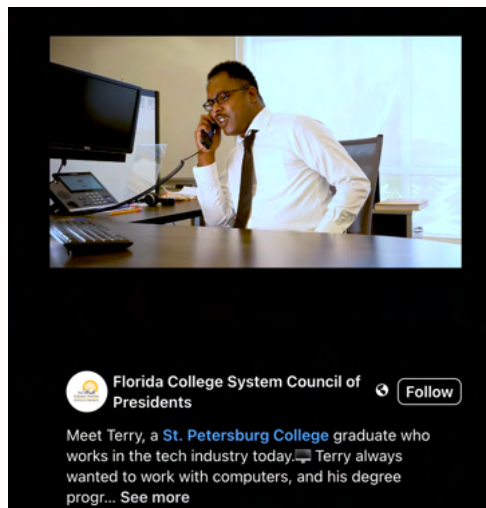 Florida College System Council of
Presidents
Follow
Meet Terry, a St. Petersburg College graduate who
works in the tech industry today.🖥️ Terry always
wanted to work with computers, and his degree
progr... See more